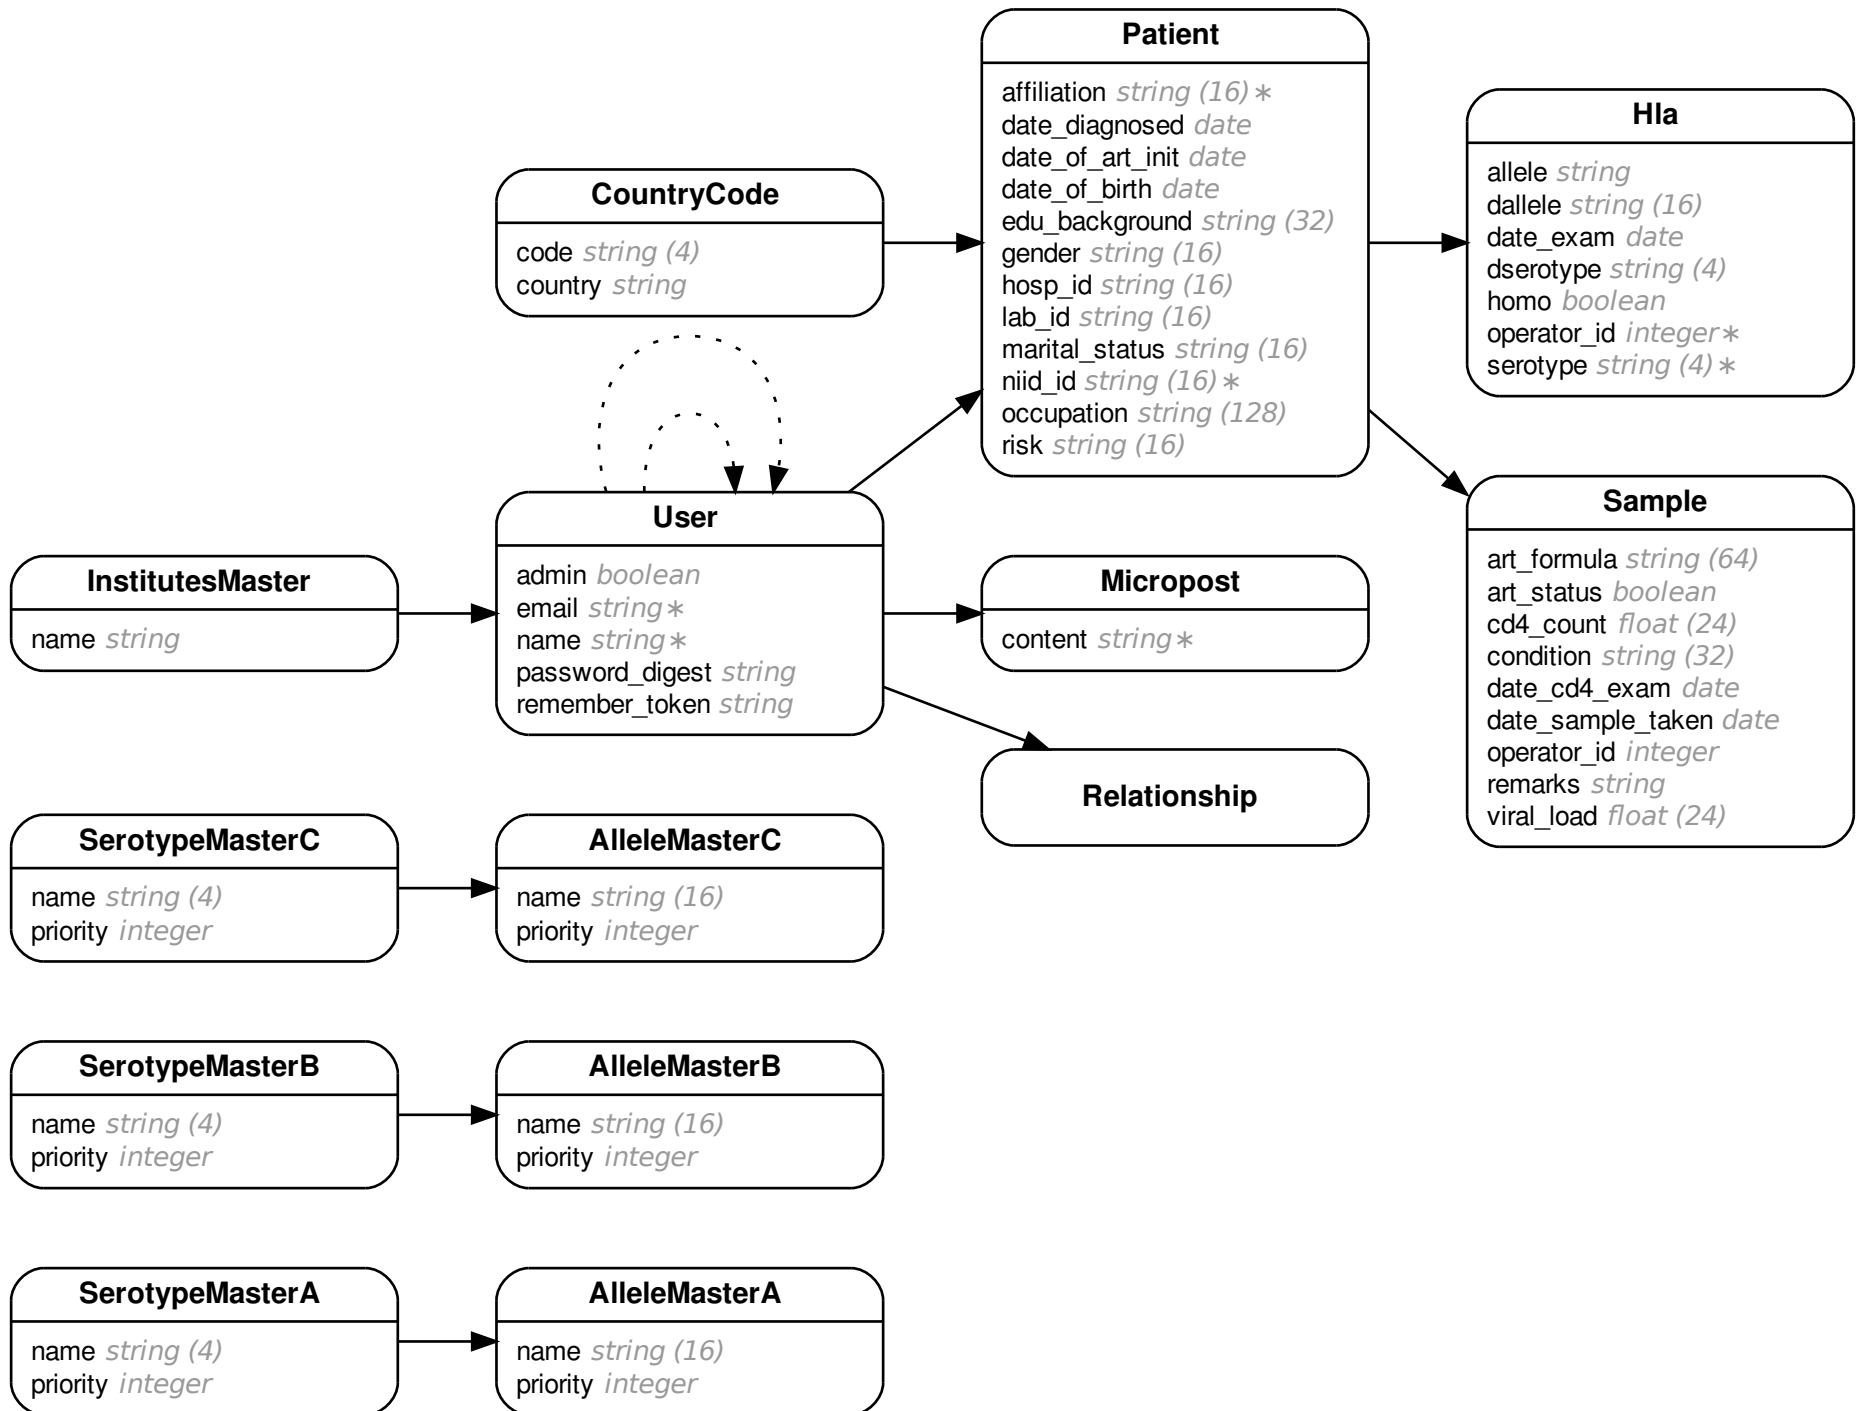 Patient
affiliation string (16) ∗
date_diagnosed date
date_of_art_init date
date_of_birth date
edu_background string (32)
gender string (16)
hosp_id string (16)
lab_id string (16)
marital_status string (16)
niid_id string (16) ∗
occupation string (128)
risk string (16)
Hla
allele string
dallele string (16)
date_exam date
dserotype string (4)
homo boolean
operator_id integer ∗
serotype string (4) ∗
CountryCode
code string (4)
country string
User
admin boolean
email string ∗
name string ∗
password_digest string
remember_token string
Sample
art_formula string (64)
art_status boolean
cd4_count float (24)
condition string (32)
date_cd4_exam date
date_sample_taken date
operator_id integer
remarks string
viral_load float (24)
InstitutesMaster
name string
Micropost
content string ∗
Relationship
SerotypeMasterC
name string (4)
priority integer
AlleleMasterC
name string (16)
priority integer
SerotypeMasterB
name string (4)
priority integer
AlleleMasterB
name string (16)
priority integer
SerotypeMasterA
name string (4)
priority integer
AlleleMasterA
name string (16)
priority integer